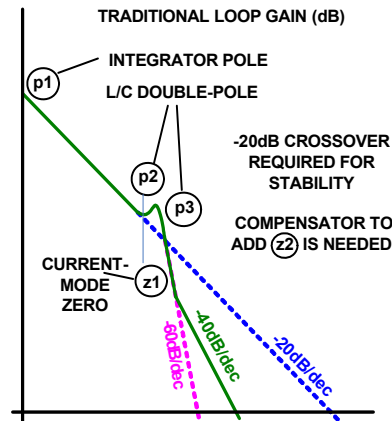 TRADITIONAL LOOP GAIN (dB)
p1
INTEGRATOR POLE
L/C DOUBLE-POLE
p2
p3
-20dB CROSSOVER
REQUIRED FOR
STABILITY
COMPENSATOR TO
ADD z2 IS NEEDED
CURRENT-
MODE
ZERO
z1
-60dB/dec
-40dB/dec
-20dB/dec